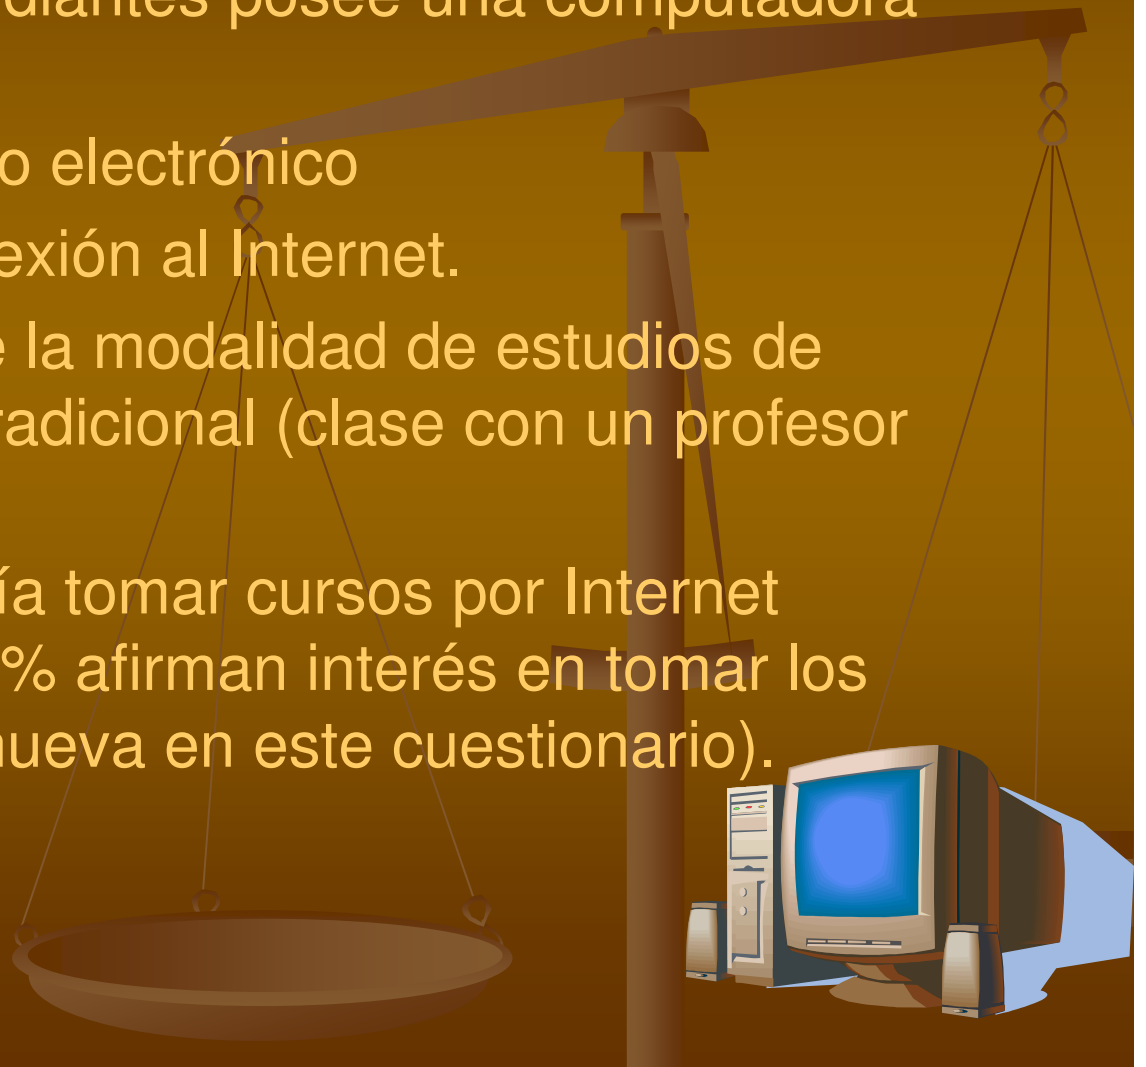 diantes posee una computadora
o electrónico
exión al Internet.
e la modalidad de estudios de
radicional (clase con un profesor
ía tomar cursos por Internet
% afirman interés en tomar los
nueva en este cuestionario).